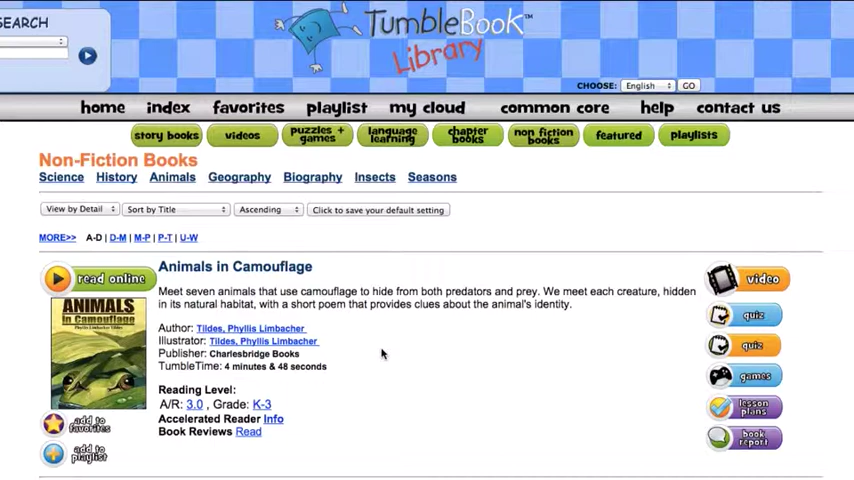 SEARCH
TumbleBook™
Library
CHOOSE: English GO
home index favorites playlist my cloud common core help contact us
story books videos puzzles + games language learning chapter books non fiction books featured playlists
Non-Fiction Books
Science History Animals Geography Biography Insects Seasons
View by Detail Sort by Title Ascending Click to save your default setting
MORE>> A-D | D-M | M-P | P-T | U-W
read online
Animals in Camouflage
video
Meet seven animals that use camouflage to hide from both predators and prey. We meet each creature, hidden
in its natural habitat, with a short poem that provides clues about the animal's identity.
ANIMALS
in Camouflage
Phyllis Limbacher Tildes
quiz
Author: Tildes, Phyllis Limbacher
Illustrator: Tildes, Phyllis Limbacher
quiz
Publisher: Charlesbridge Books
TumbleTime: 4 minutes & 48 seconds
games
Reading Level:
A/R: 3.0 , Grade: K-3
lesson plans
Accelerated Reader Info
add to favorites
Book Reviews Read
book report
add to playlist